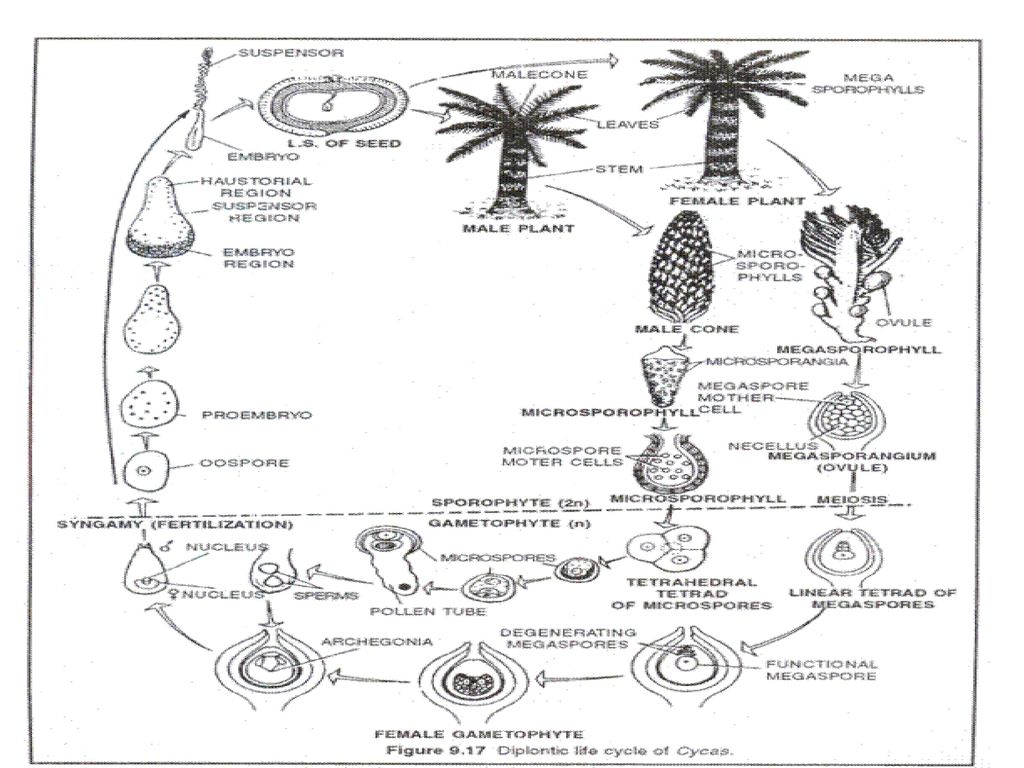 SUSPENSOR
MALECONE
MEGA
SPOROPHYLLS
LEAVES
L.S. OF SEED
EMBRYO
STEM
HAUSTORIAL
REGION
SUSPENSOR
REGION
FEMALE PLANT
MALE PLANT
EMBRYO
REGION
MICRO-
SPORO-
PHYLLS
OVULE
MALE CONE
MEGASPOROPHYLL
MICROSPORANGIA
MEGASPORE
MOTHER
CELL
MICROSPOROPHYLL
PROEMBRYO
NECELLUS
MICROSPORE
MOTER CELLS
MEGASPORANGIUM
(OVULE)
OOSPORE
SPOROPHYTE (2n)
MICROSPOROPHYLL
MEIOSIS
SYNGAMY (FERTILIZATION)
GAMETOPHYTE (n)
♂
NUCLEUS
MICROSPORES
♀ NUCLEUS
SPERMS
POLLEN TUBE
TETRAHEDRAL
TETRAD
OF MICROSPORES
LINEAR TETRAD OF
MEGASPORES
ARCHEGONIA
DEGENERATING
MEGASPORES
FUNCTIONAL
MEGASPORE
FEMALE GAMETOPHYTE
Figure 9.17 Diplontic life cycle of Cycas.